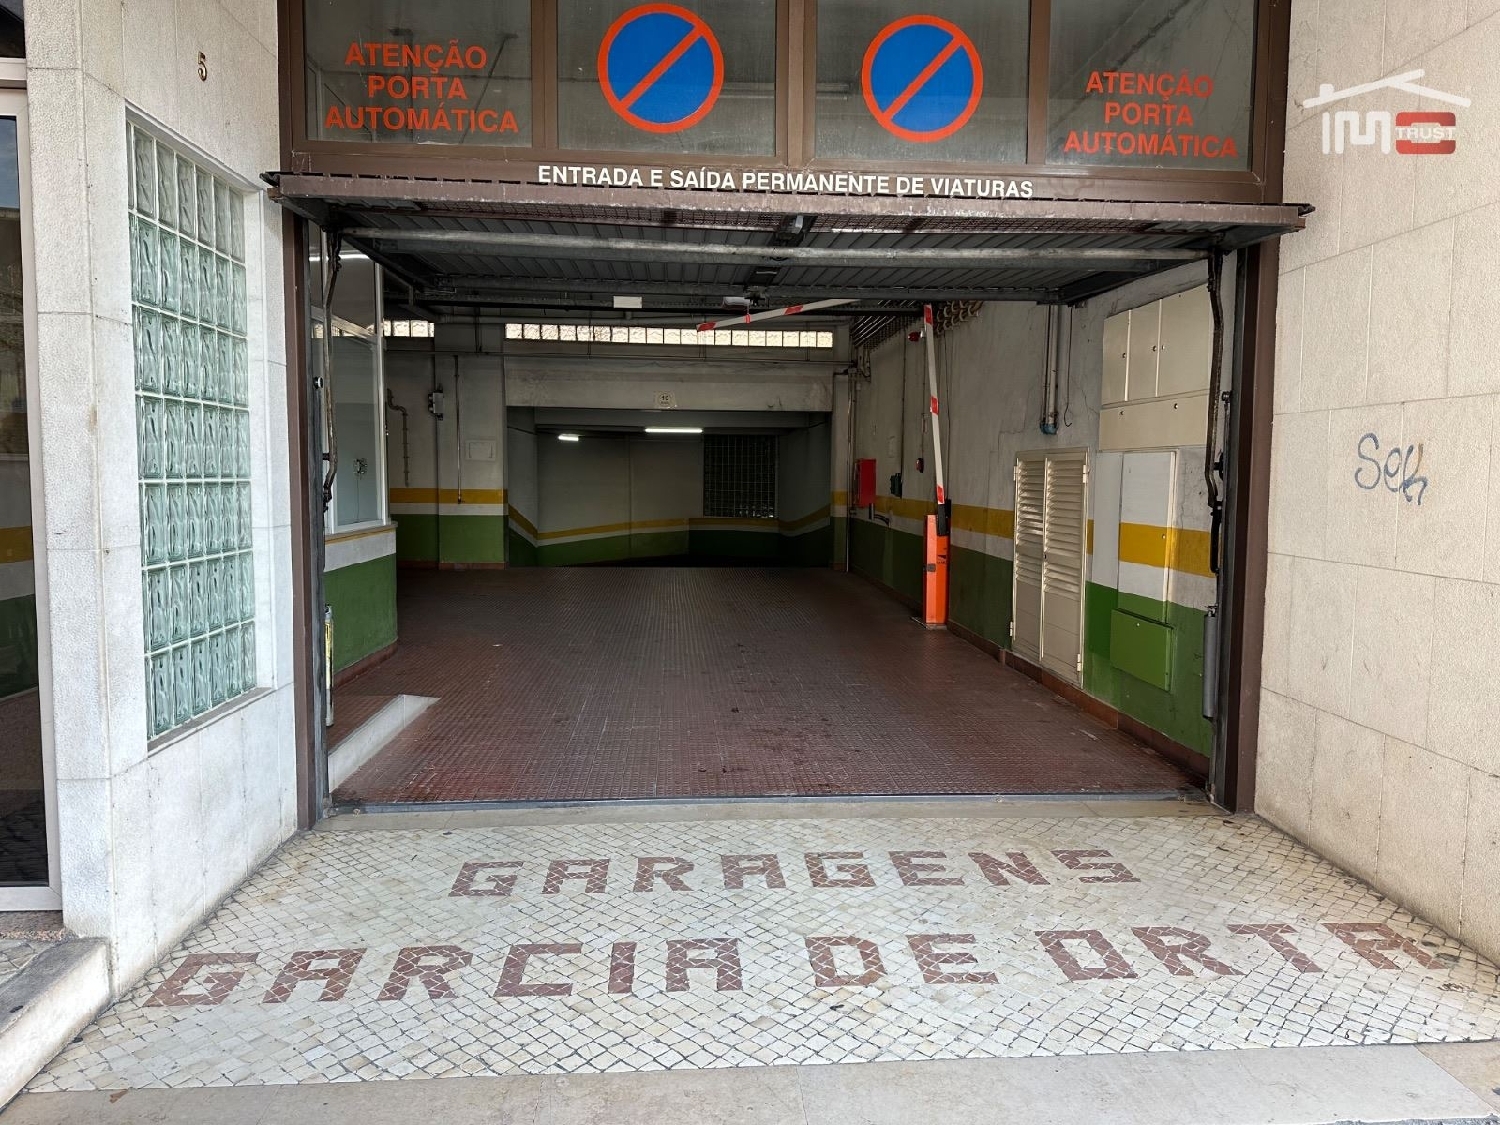 5
ATENÇÃO
PORTA
AUTOMÁTICA
ATENÇÃO
PORTA
AUTOMÁTICA
ENTRADA E SAÍDA PERMANENTE DE VIATURAS
IMO
TRUST
Sek
GARAGENS
GARCIA DE ORTA